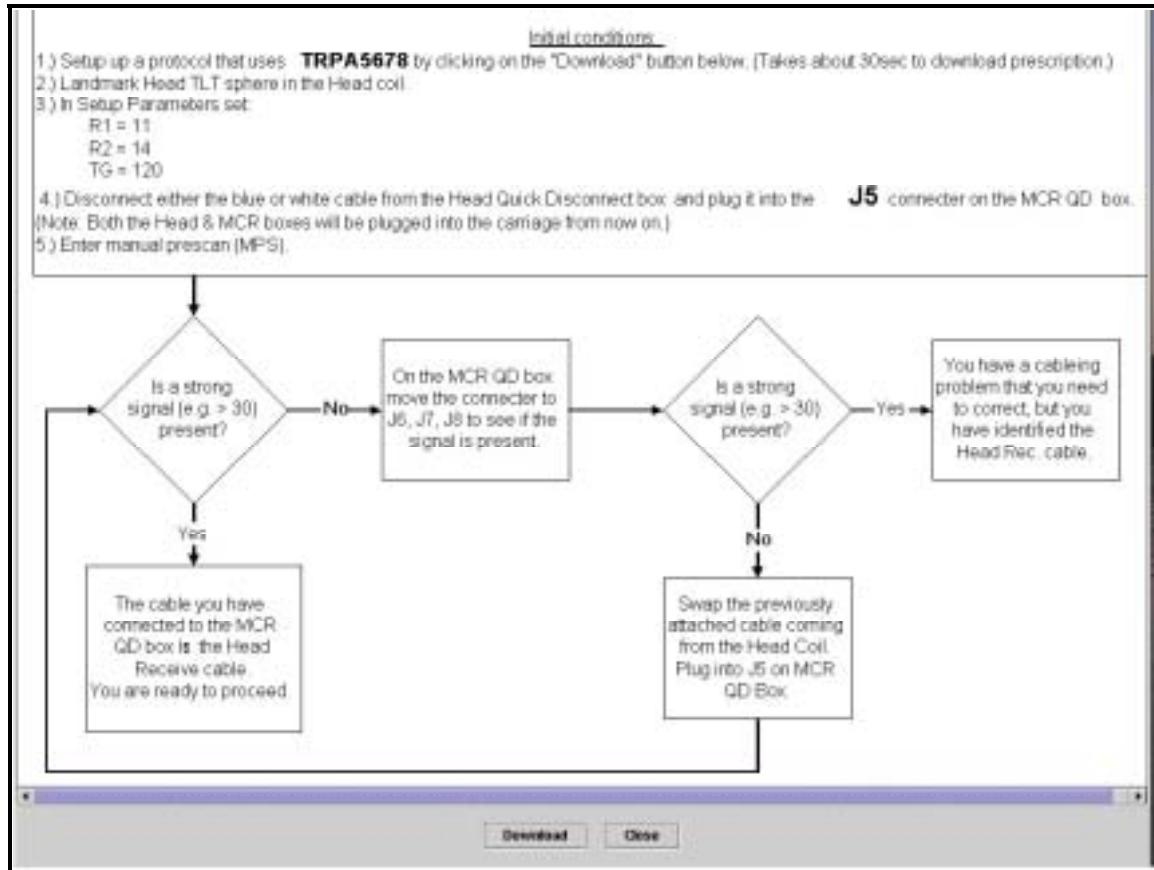 Initial conditions
1.) Setup up a protocol that uses TRPA5678 by clicking on the "Download" button below. (Takes about 30sec to download prescription.)
2.) Landmark Head TLT sphere in the Head coil.
3.) In Setup Parameters set:
R1 = 11
R2 = 14
TG = 120
4.) Disconnect either the blue or white cable from the Head Quick Disconnect box and plug it into the J5 connecter on the MCR QD box.
(Note: Both the Head & MCR boxes will be plugged into the carriage from now on.)
5.) Enter manual prescan (MPS).
Is a strong
signal (e.g. > 30)
present?
No
On the MCR QD box
move the connecter to
J6, J7, J8 to see if the
signal is present.
Is a strong
signal (e.g. > 30)
present?
Yes
You have a cableing
problem that you need
to correct, but you
have identified the
Head Rec. cable.
Yes
No
The cable you have
connected to the MCR
QD box is the Head
Receive cable.
You are ready to proceed
Swap the previously
attached cable coming
from the Head Coil.
Plug into J5 on MCR
QD Box
Download
Close